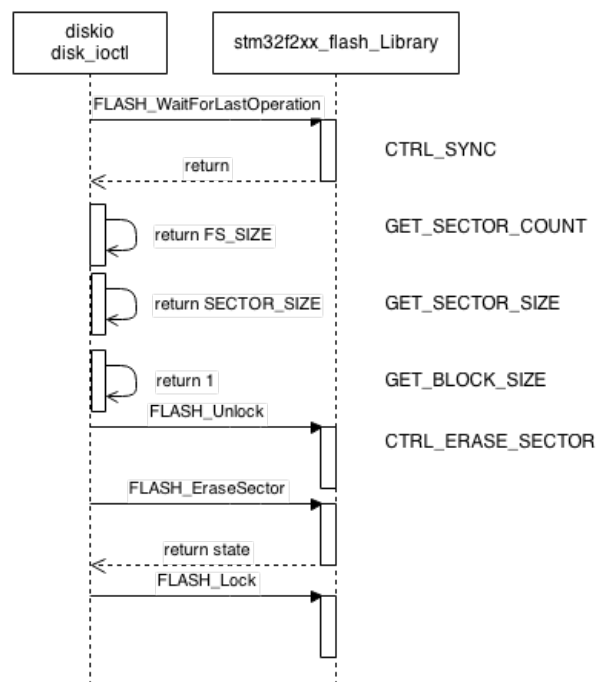 diskio
disk_ioctl
stm32f2xx_flash_Library
FLASH_WaitForLastOperation
CTRL_SYNC
return
return FS_SIZE
GET_SECTOR_COUNT
return SECTOR_SIZE
GET_SECTOR_SIZE
return 1
GET_BLOCK_SIZE
FLASH_Unlock
CTRL_ERASE_SECTOR
FLASH_EraseSector
return state
FLASH_Lock